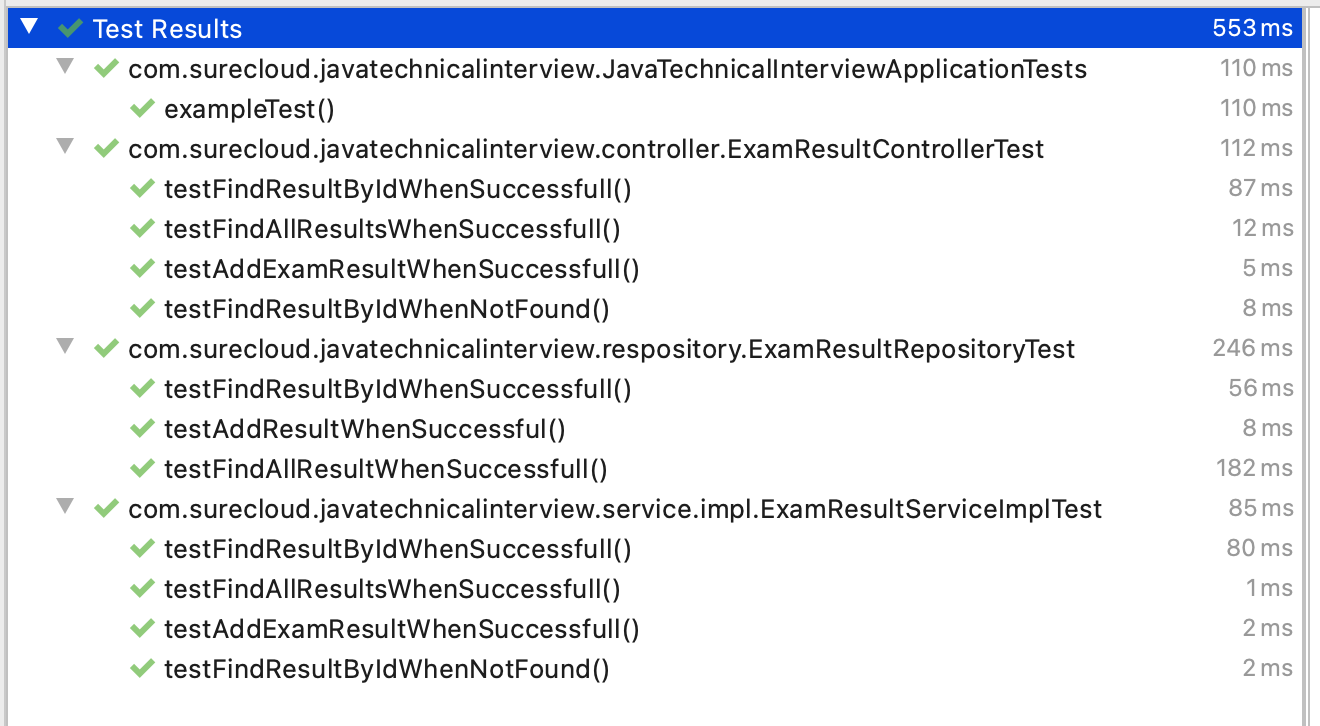 Test Results 553 ms
com.surecloud.javatechnicalinterview.JavaTechnicalInterviewApplicationTests 110 ms
exampleTest() 110 ms
com.surecloud.javatechnicalinterview.controller.ExamResultControllerTest 112 ms
testFindResultByIdWhenSuccessfull() 87 ms
testFindAllResultsWhenSuccessfull() 12 ms
testAddExamResultWhenSuccessfull() 5 ms
testFindResultByIdWhenNotFound() 8 ms
com.surecloud.javatechnicalinterview.respository.ExamResultRepositoryTest 246 ms
testFindResultByIdWhenSuccessfull() 56 ms
testAddResultWhenSuccessful() 8 ms
testFindAllResultWhenSuccessfull() 182 ms
com.surecloud.javatechnicalinterview.service.impl.ExamResultServiceImplTest 85 ms
testFindResultByIdWhenSuccessfull() 80 ms
testFindAllResultsWhenSuccessfull() 1 ms
testAddExamResultWhenSuccessfull() 2 ms
testFindResultByIdWhenNotFound() 2 ms